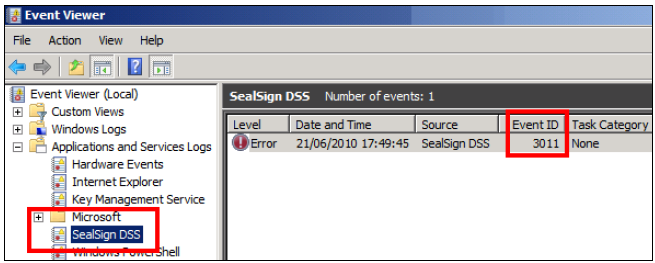 Event Viewer
File Action View Help
Event Viewer (Local)
Custom Views
Windows Logs
Applications and Services Logs
Hardware Events
Internet Explorer
Key Management Service
Microsoft
SealSign DSS
Windows PowerShell
SealSign DSS Number of events: 1
Level Date and Time Source Event ID Task Category
Error 21/06/2010 17:49:45 SealSign DSS 3011 None